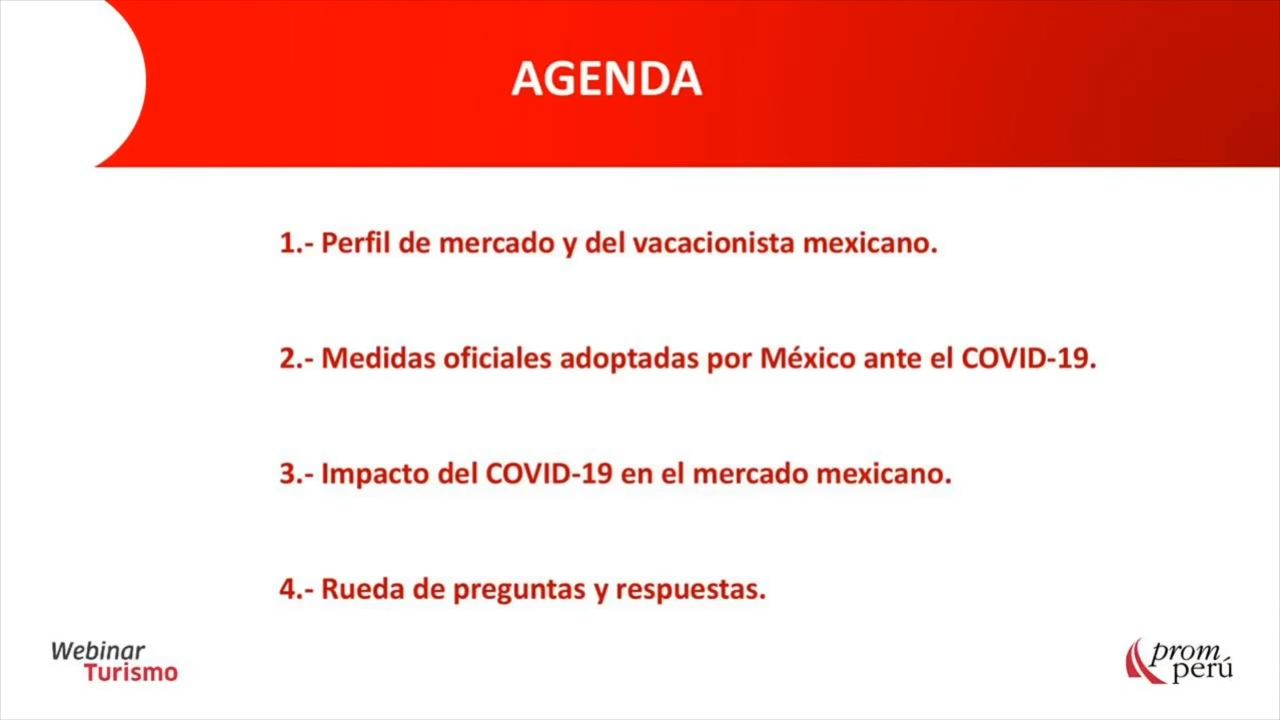 AGENDA
1.- Perfil de mercado y del vacacionista mexicano.
2.- Medidas oficiales adoptadas por México ante el COVID-19.
3.- Impacto del COVID-19 en el mercado mexicano.
4.- Rueda de preguntas y respuestas.
Webinar
Turismo
prom
perú